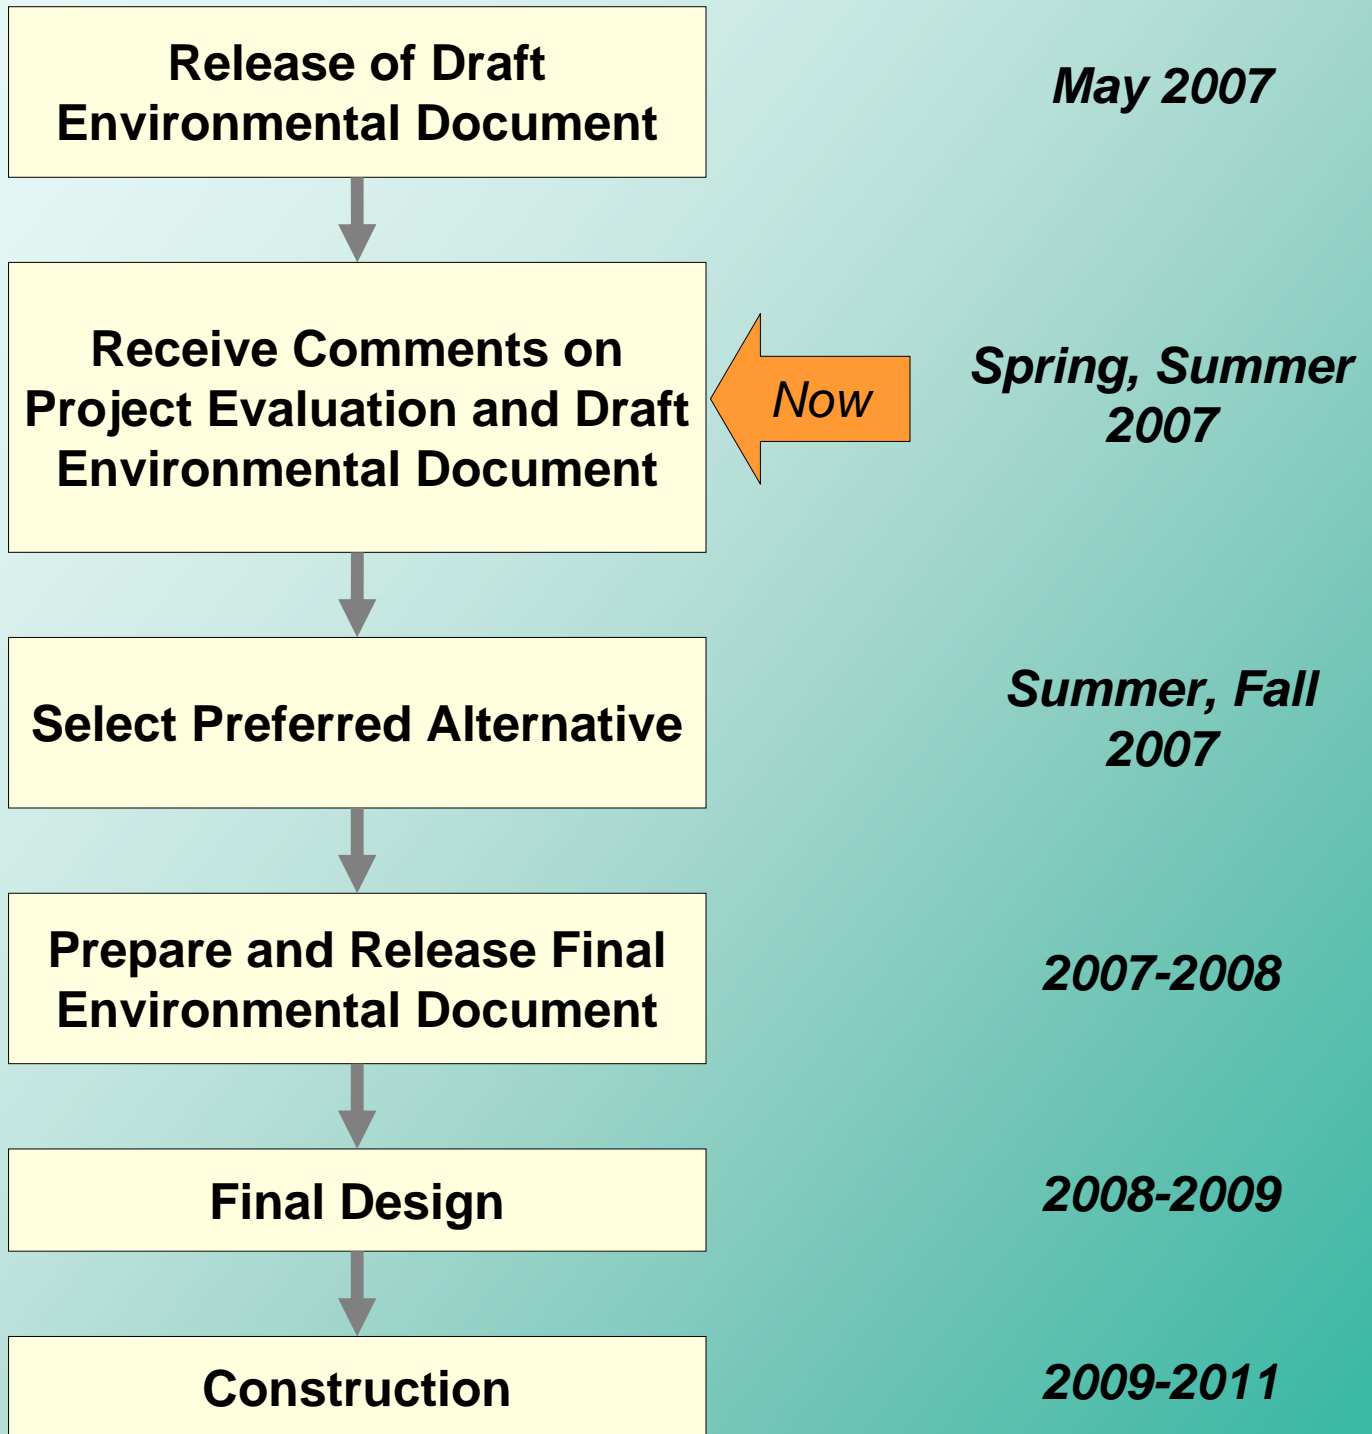 Release of Draft
Environmental Document
May 2007
Receive Comments on
Project Evaluation and Draft
Environmental Document
Now
Spring, Summer
2007
Select Preferred Alternative
Summer, Fall
2007
Prepare and Release Final
Environmental Document
2007-2008
Final Design
2008-2009
Construction
2009-2011